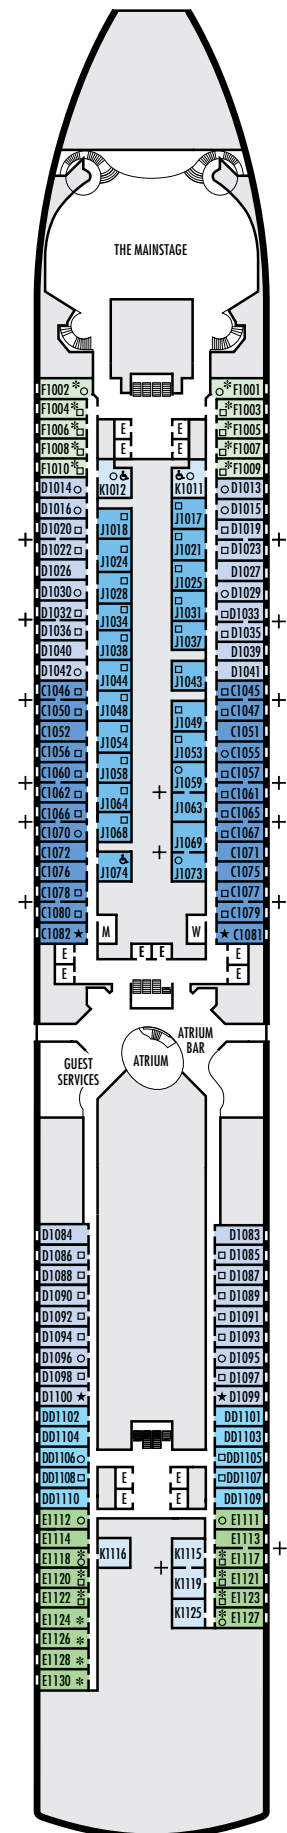 THE MAINSTAGE
F1002 F1001
F1004 E E F1003
F1006 F1005
F1008 E E F1007
F1010 F1009
D1014 K1012 K1011 D1013
D1016 J1017 D1015
D1020 J1018 D1019
D1022 J1021 D1023
D1026 J1024 J1025 D1027
D1030 J1028 D1029
D1032 J1034 J1031 D1033
D1036 J1037 D1035
D1040 J1038 D1039
D1042 J1044 J1043 D1041
C1046 C1045
C1050 J1048 J1049 C1047
C1052 C1051
C1056 J1054 J1053 C1055
C1060 J1058 J1059 C1057
C1062 J1064 J1063 C1061
C1066 C1065
C1070 J1068 J1069 C1067
C1072 C1071
C1076 J1074 J1073 C1075
C1078 C1077
C1080 C1079
C1082 M W C1081
E E E E
E E
ATRIUM
BAR
GUEST
SERVICES
ATRIUM
D1084 D1083
D1086 D1085
D1088 D1087
D1090 D1089
D1092 D1091
D1094 D1093
D1096 D1095
D1098 D1097
D1100 D1099
DD1102 DD1101
DD1104 DD1103
DD1106 DD1105
DD1108 E E DD1107
DD1110 E E DD1109
E1112 E1111
E1114 E1113
E1118 K1116 K1115 E1117
E1120 K1119 E1121
E1122 E1123
E1124 K1125 E1127
E1126
E1128
E1130